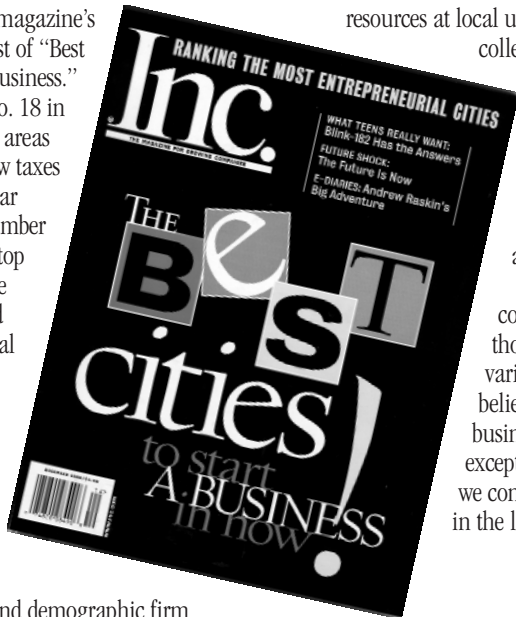 magazine's
st of “Best
usiness.”
o. 18 in
areas
w taxes
ar
mber
top
e
d
al
nd demographic firm
RANKING THE MOST ENTREPRENEURIAL CITIES
Inc.
THE MAGAZINE FOR GROWING COMPANIES
WHAT TEENS REALLY WANT:
Blink-182 Has the Answers
FUTURE SHOCK:
The Future Is Now
E-DIARIES: Andrew Raskin's
Big Adventure
THE
BesT
cities!
to start
A BUSINESS
in now
resources at local u
colle
a
co
tho
vari
belie
busin
except
we con
in the l